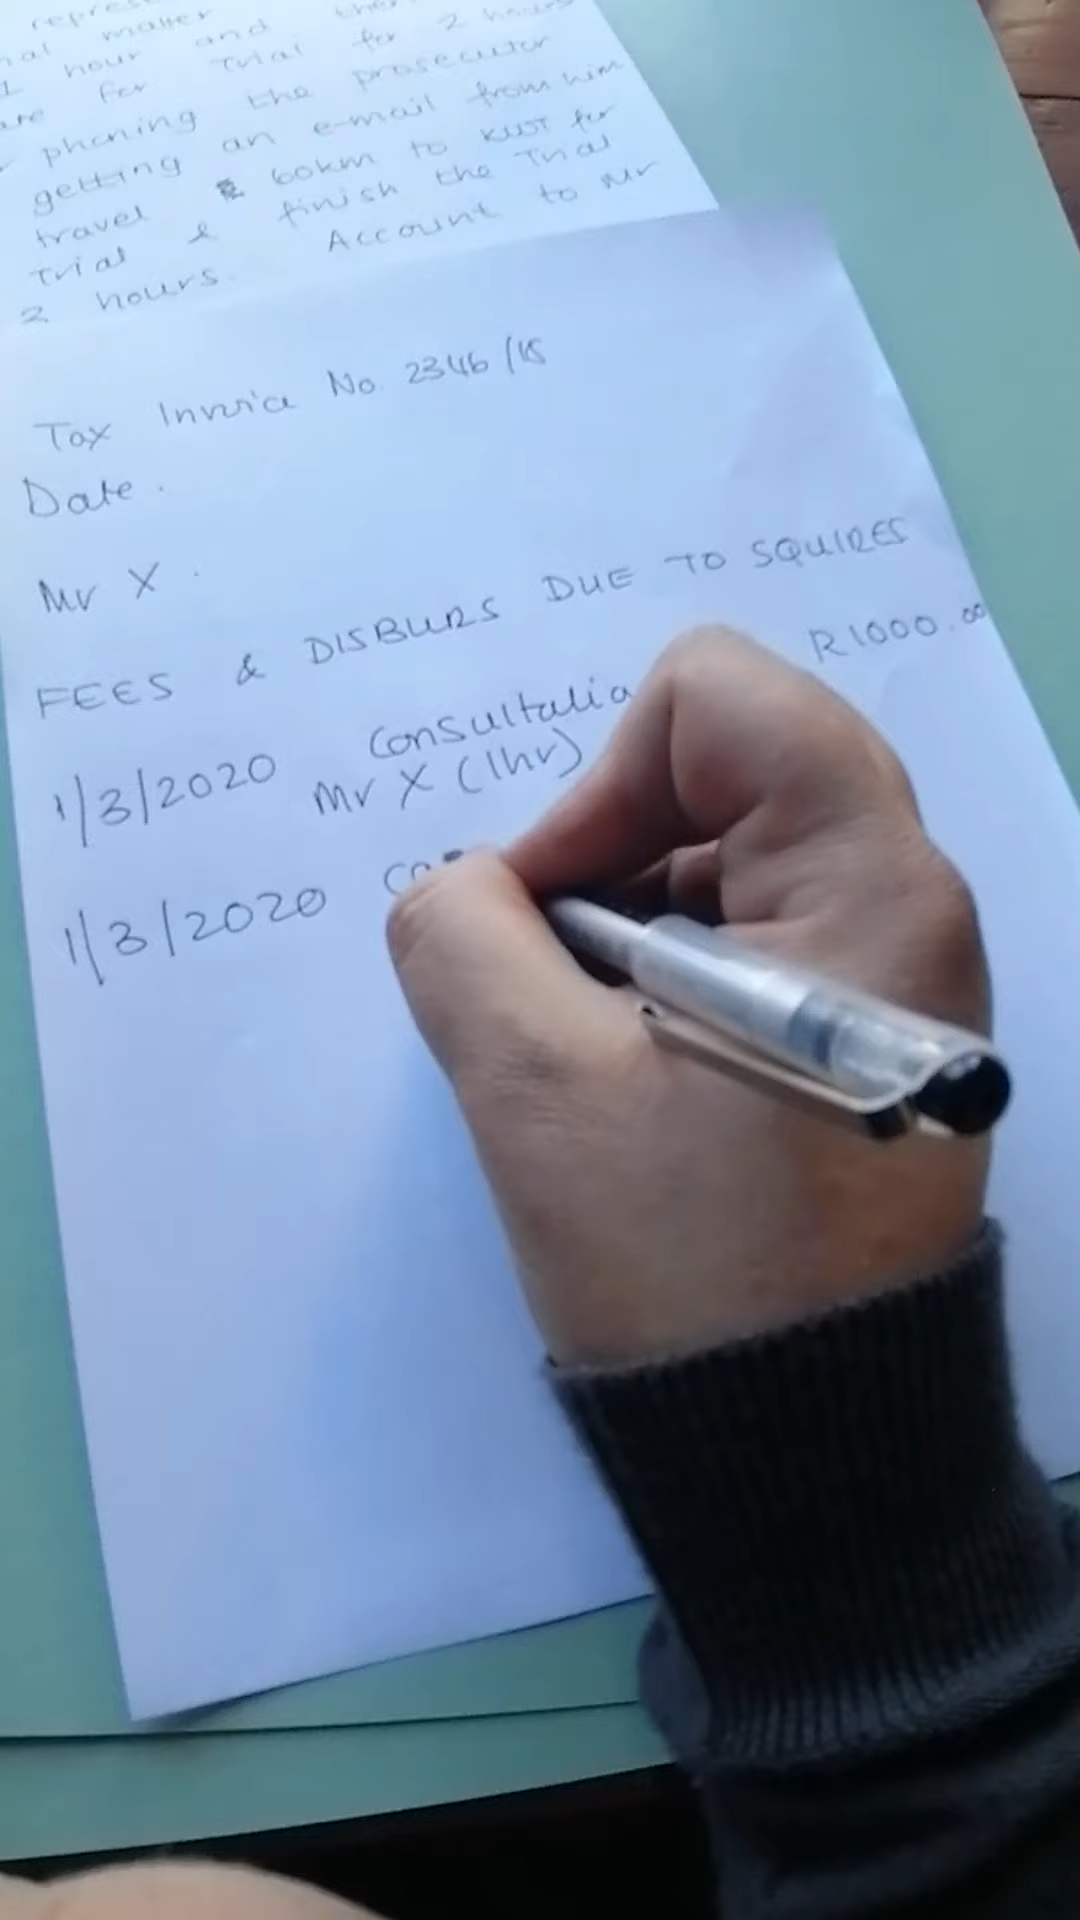 hour and
for Trial for 2 hours
phoning the prosecutor
getting an e-mail from him
travel 60km to KWT for
Trial & finish the Trial
2 hours. Account to Mr
Tax Invoice No. 2346/18
Date.
Mr X.
FEES & DISBURS DUE TO SQUIRES
R1000.00
1/3/2020 Consultatio
Mr X (1hr)
1/3/2020